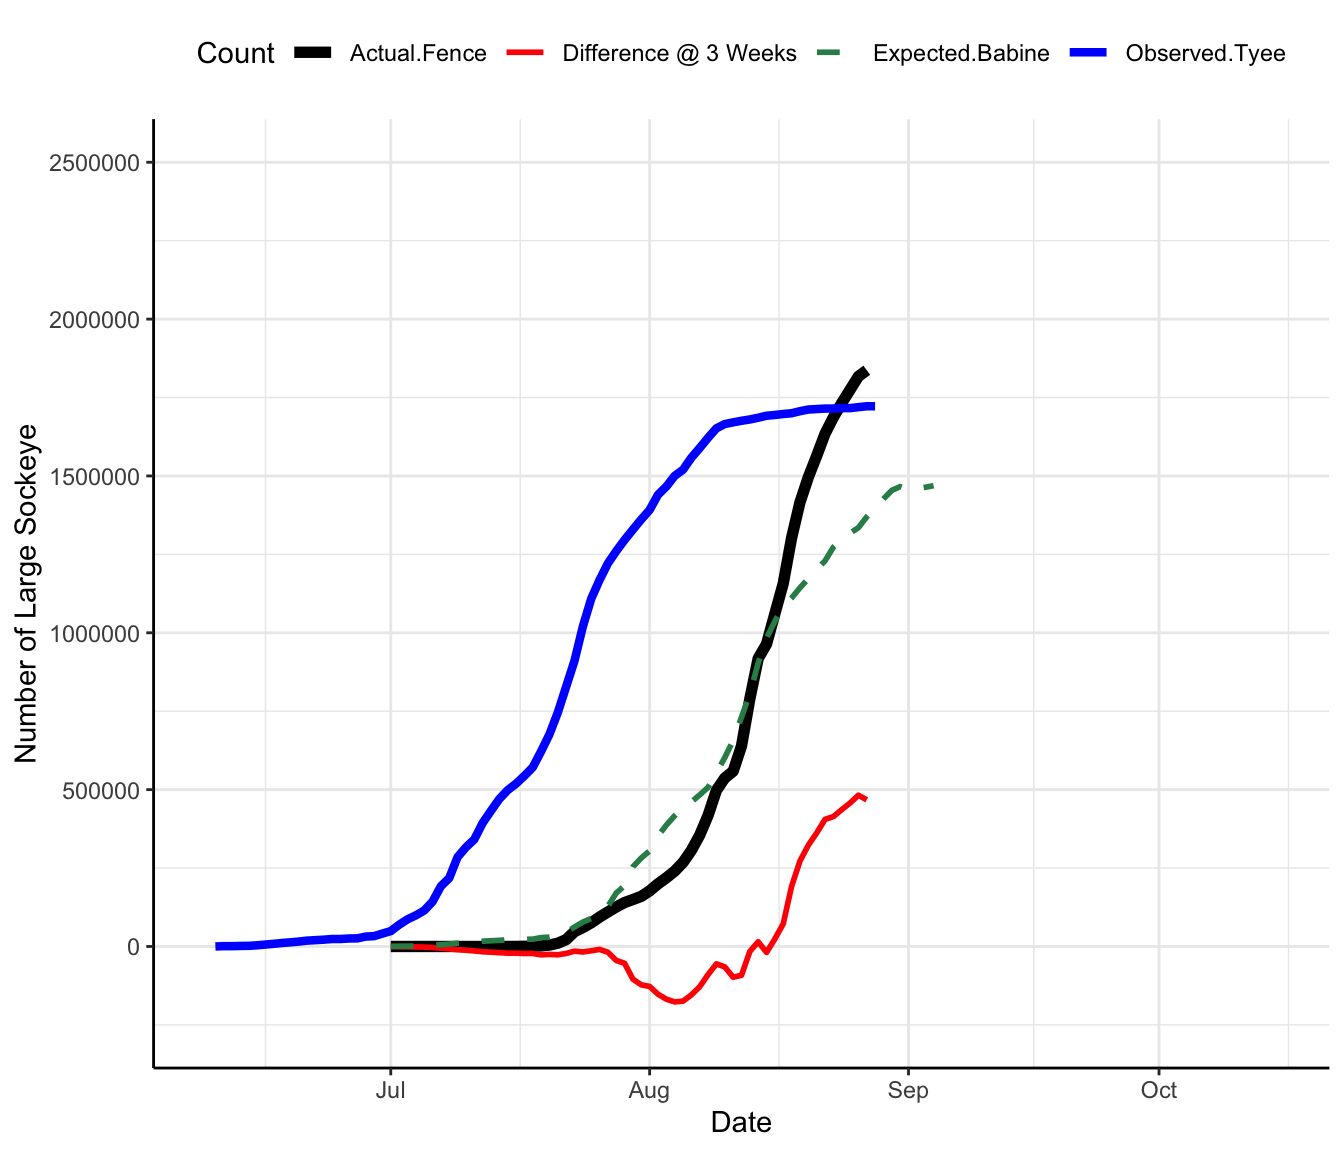 Count Actual.Fence Difference @ 3 Weeks Expected.Babine Observed.Tyee
2500000
2000000
1500000
1000000
500000
0
Number of Large Sockeye
Jul Aug Sep Oct
Date